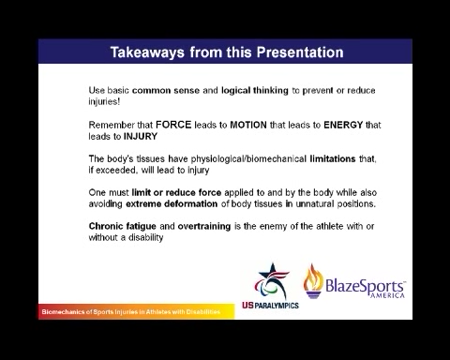 Takeaways from this Presentation
Use basic common sense and logical thinking to prevent or reduce
injuries!
Remember that FORCE leads to MOTION that leads to ENERGY that
leads to INJURY
The body's tissues have physiological/biomechanical limitations that,
if exceeded, will lead to injury
One must limit or reduce force applied to and by the body while also
avoiding extreme deformation of body tissues in unnatural positions.
Chronic fatigue and overtraining is the enemy of the athlete with or
without a disability
US PARALYMPICS
BlazeSports
AMERICA
Biomechanics of Sports Injuries in Athletes with Disabilities